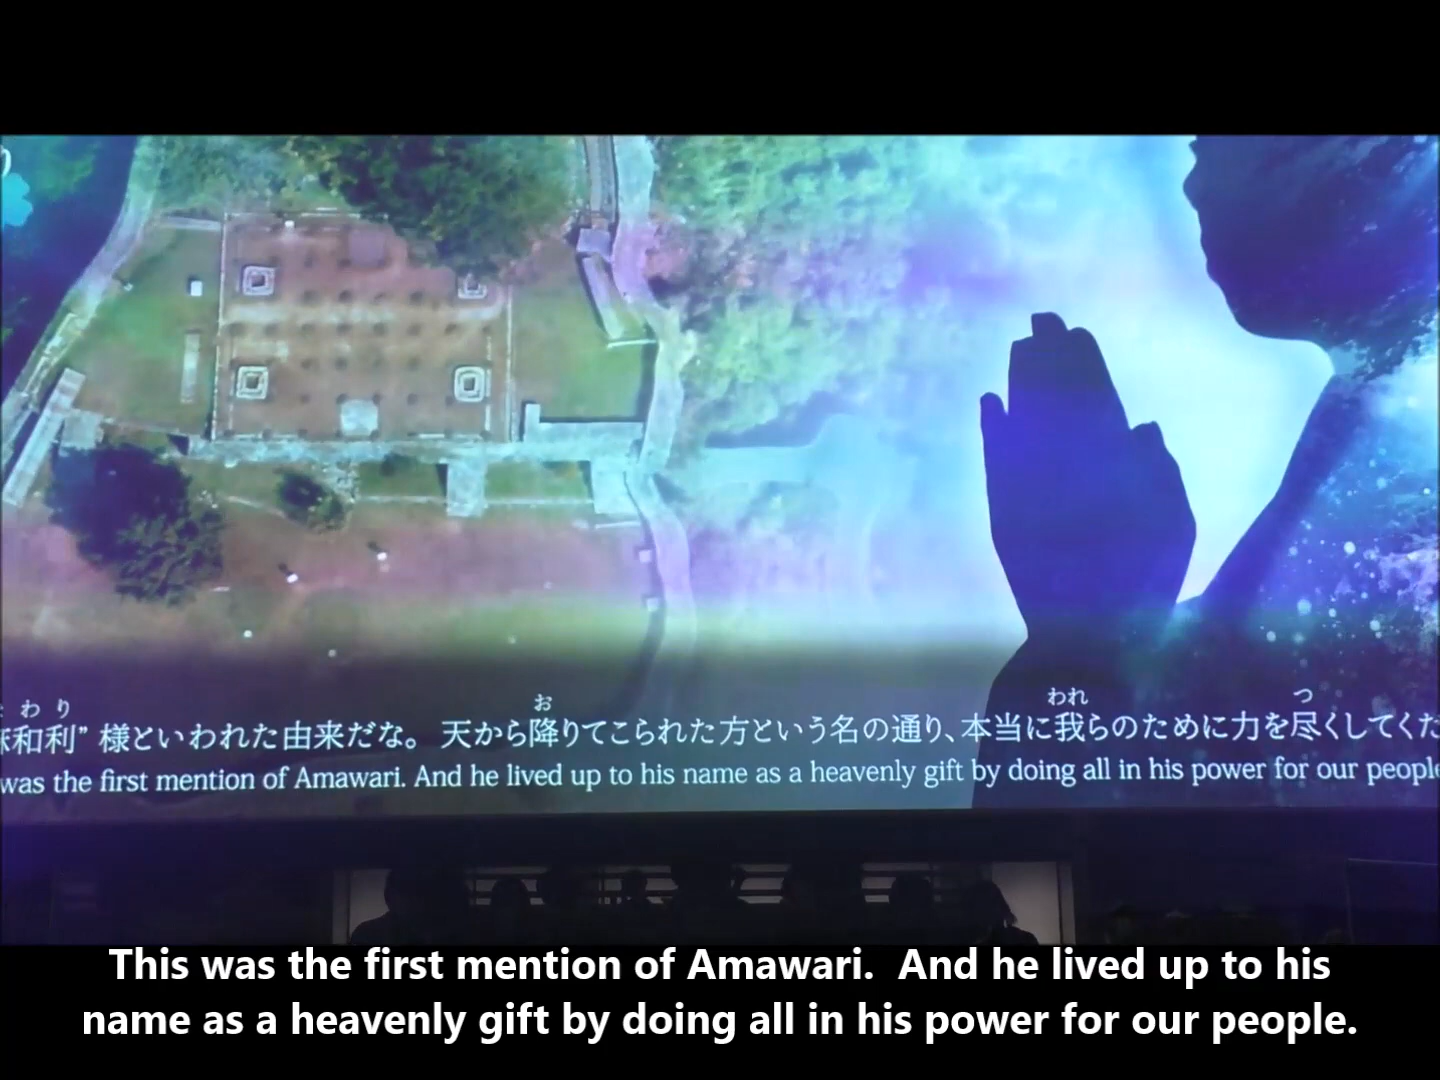 わり お われ つ
麻和利” 様といわれた由来だな。 天から降りてこられた方という名の通り、本当に我らのために力を尽くしてくだ
was the first mention of Amawari. And he lived up to his name as a heavenly gift by doing all in his power for our people
This was the first mention of Amawari. And he lived up to his
name as a heavenly gift by doing all in his power for our people.